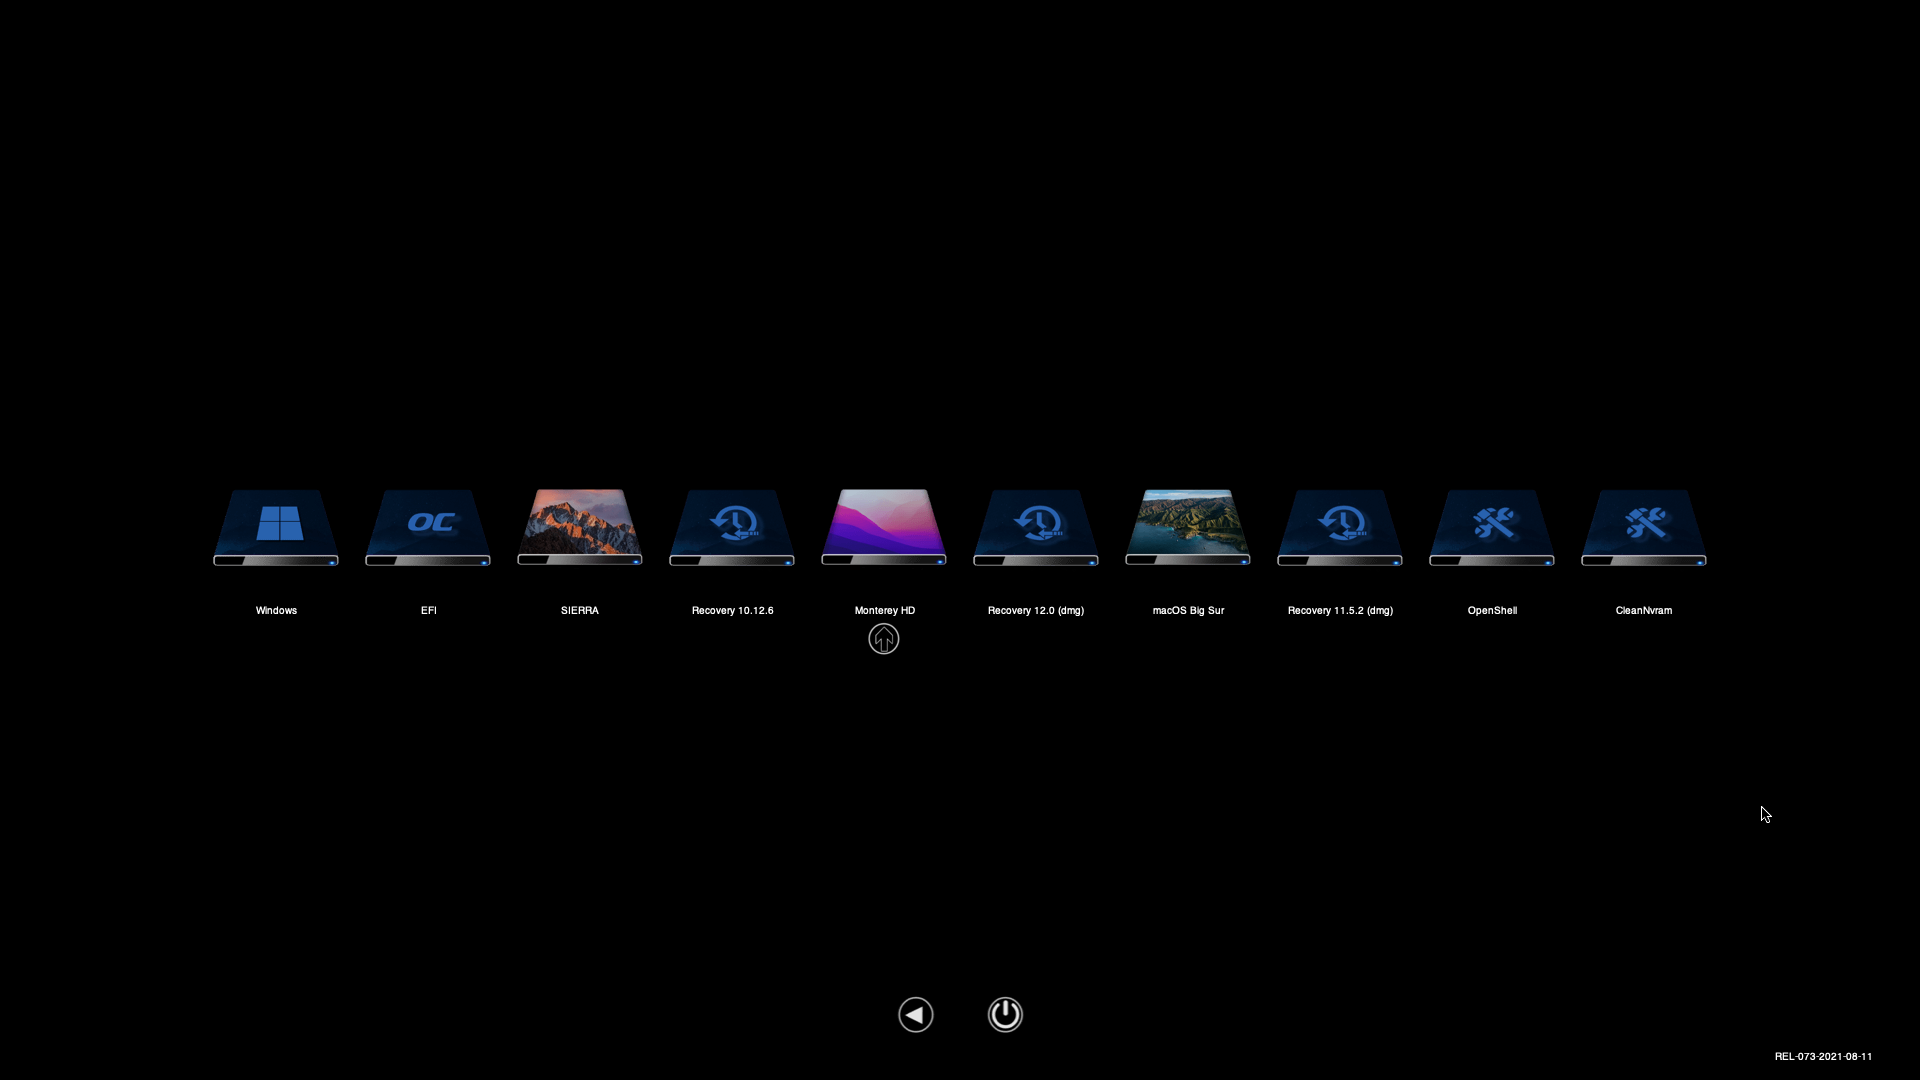 OC
Windows
EFI
SIERRA
Recovery 10.12.6
Monterey HD
Recovery 12.0 (dmg)
macOS Big Sur
Recovery 11.5.2 (dmg)
OpenShell
CleanNvram
REL-073-2021-08-11